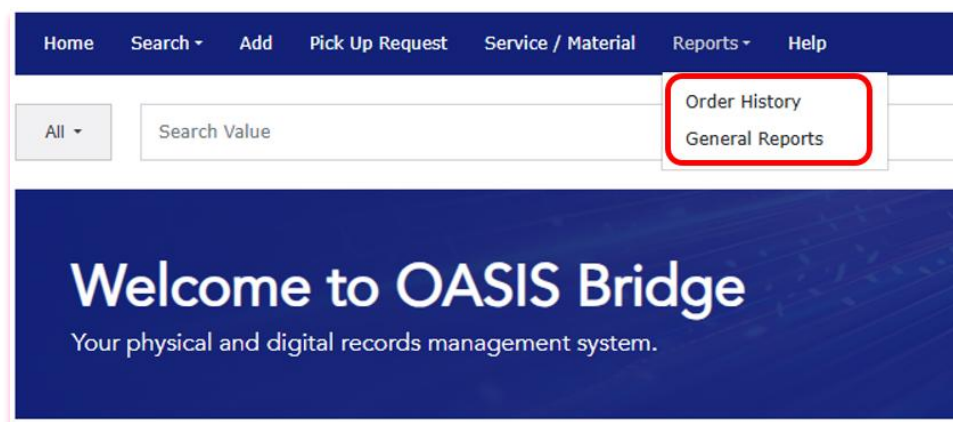 Home Search Add Pick Up Request Service / Material Reports Help
Order History
General Reports
All Search Value
Welcome to OASIS Bridge
Your physical and digital records management system.